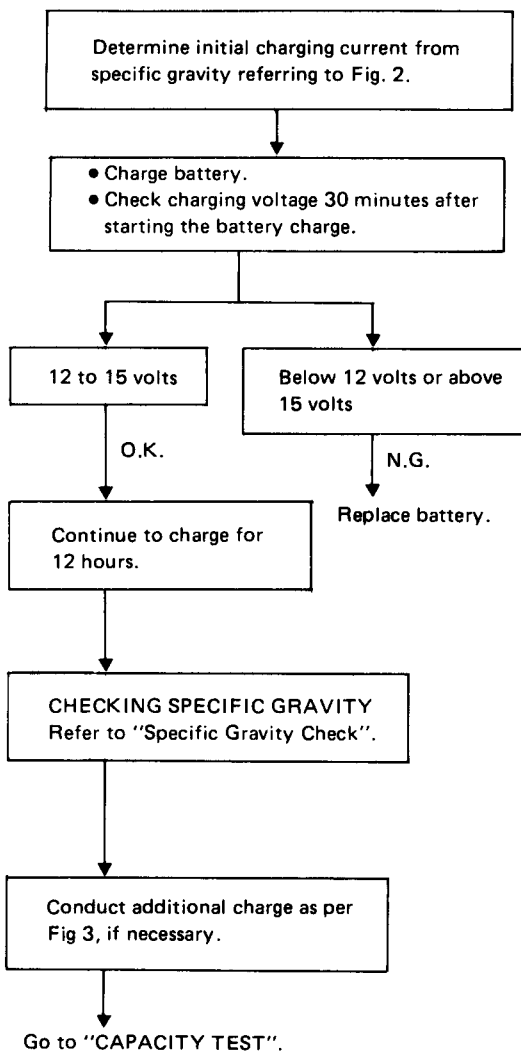 Determine initial charging current from
specific gravity referring to Fig. 2.
● Charge battery.
● Check charging voltage 30 minutes after
starting the battery charge.
12 to 15 volts
Below 12 volts or above
15 volts
O.K.
N.G.
Replace battery.
Continue to charge for
12 hours.
CHECKING SPECIFIC GRAVITY
Refer to "Specific Gravity Check".
Conduct additional charge as per
Fig 3, if necessary.
Go to "CAPACITY TEST".